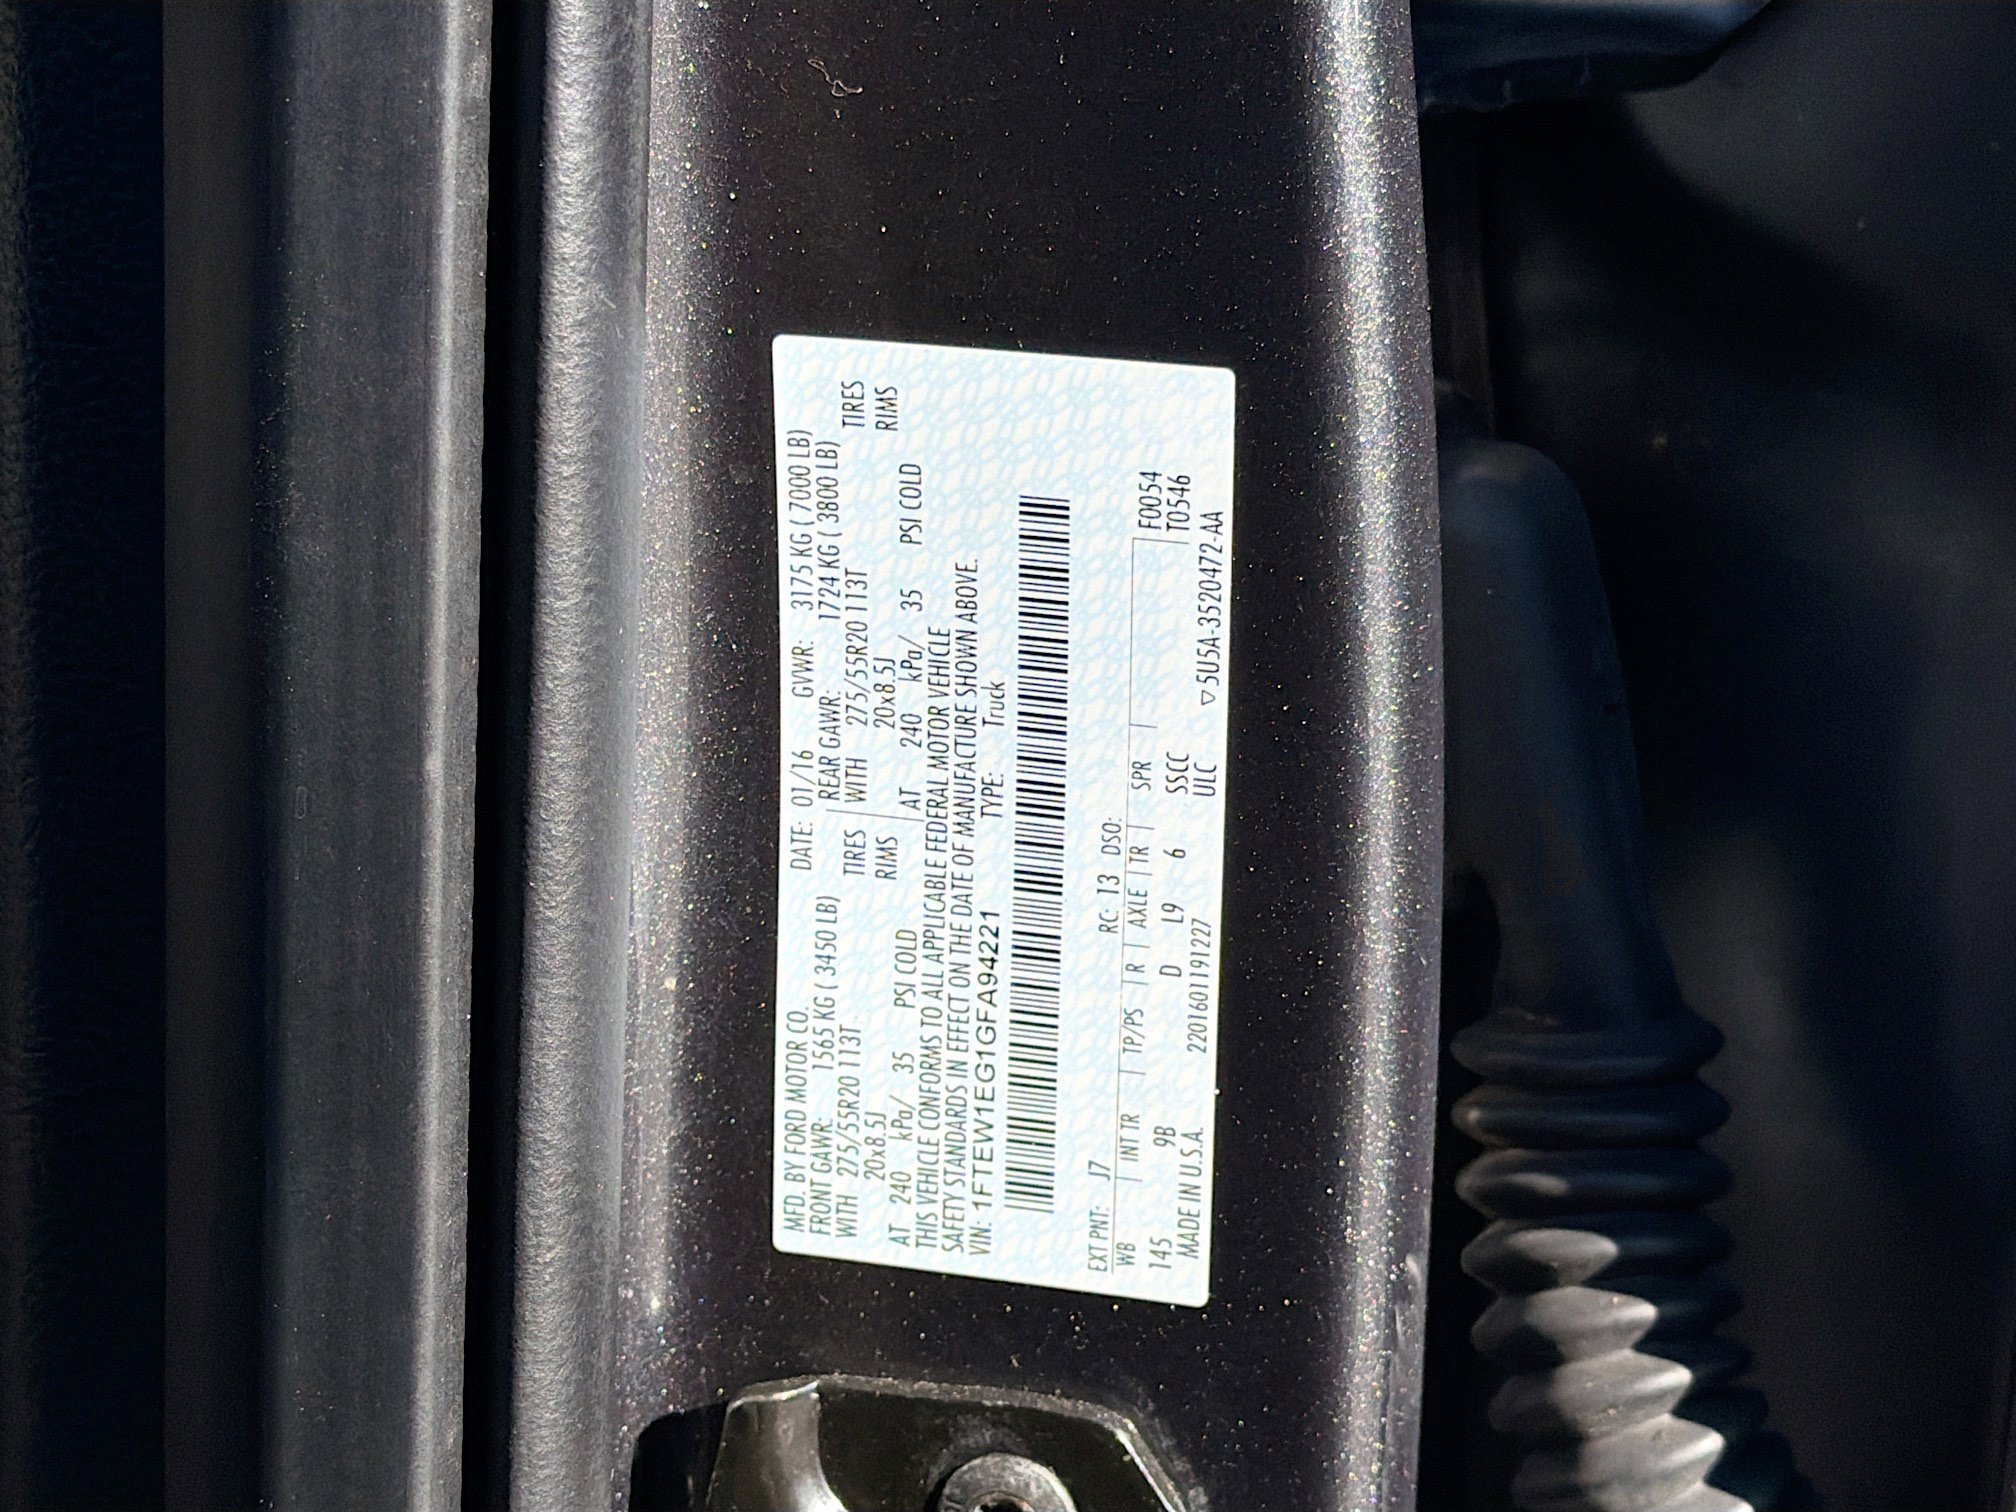 MFD. BY FORD MOTOR CO. DATE: 01/16 GVWR: 3175 KG ( 7000 LB)
FRONT GAWR: 1565 KG ( 3450 LB) REAR GAWR: 1724 KG ( 3800 LB)
WITH 275/55R20 113T TIRES WITH 275/55R20 113T TIRES
20x8.5J RIMS 20x8.5J RIMS
AT 240 kPa/ 35 PSI COLD AT 240 kPa/ 35 PSI COLD
THIS VEHICLE CONFORMS TO ALL APPLICABLE FEDERAL MOTOR VEHICLE
SAFETY STANDARDS IN EFFECT ON THE DATE OF MANUFACTURE SHOWN ABOVE.
VIN: 1FTEW1EG1GFA94221 TYPE: Truck
EXT PNT: J7 RC: 13 DSO:
WB INT TR TP/PS R AXLE TR SPR F0054
145 9B D L9 6 SSCC T0546
MADE IN U.S.A. 2201601191227 ULC ▽5U5A-3520472-AA